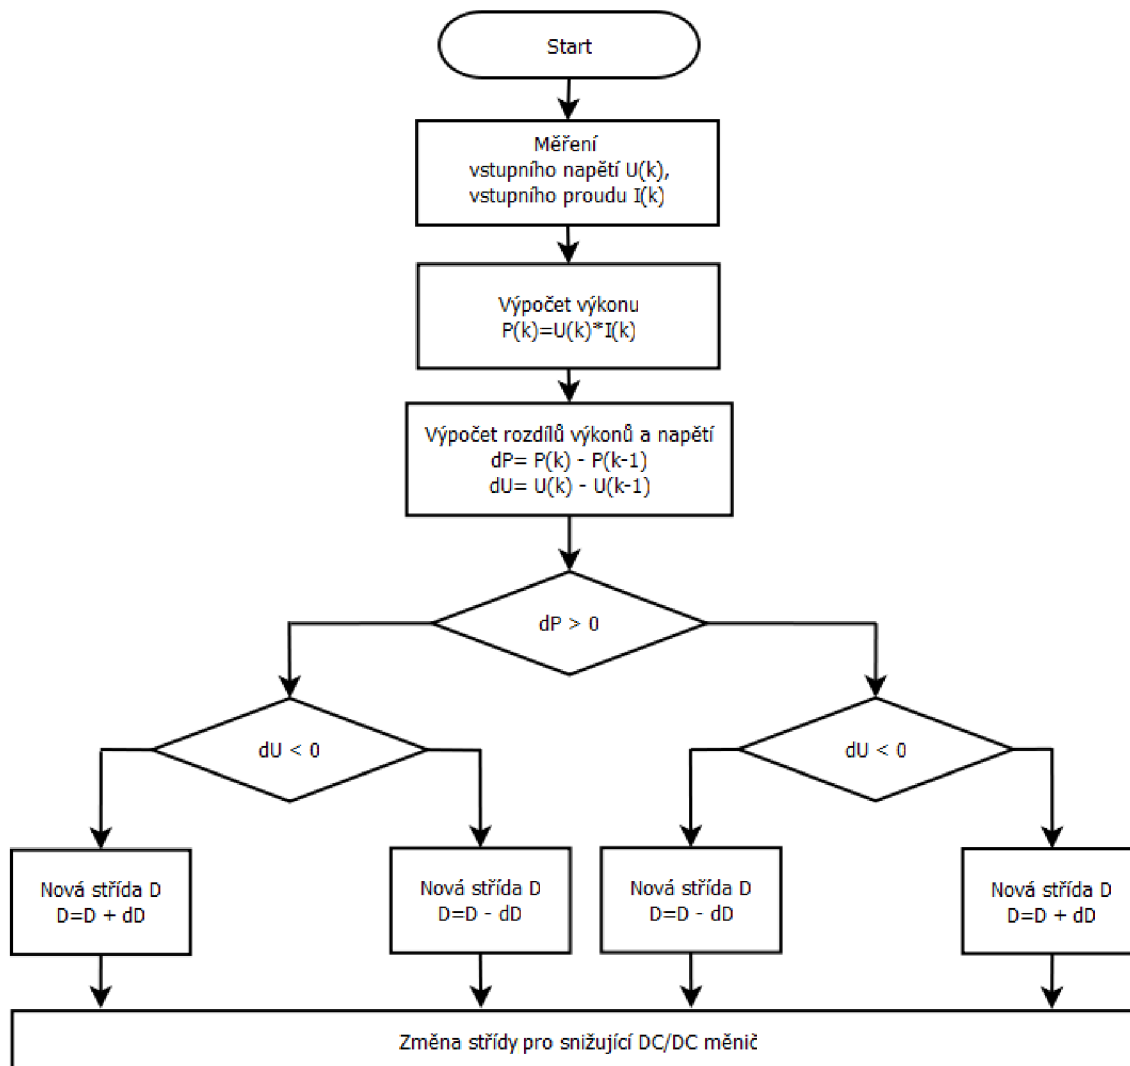 Start
Měření
vstupního napětí U(k),
vstupního proudu I(k)
Výpočet výkonu
P(k)=U(k)*I(k)
Výpočet rozdílů výkonů a napětí
dP= P(k) - P(k-1)
dU= U(k) - U(k-1)
dP > 0
dU < 0
dU < 0
Nová střída D
D=D + dD
Nová střída D
D=D - dD
Nová střída D
D=D - dD
Nová střída D
D=D + dD
Změna střídy pro snižující DC/DC měnič